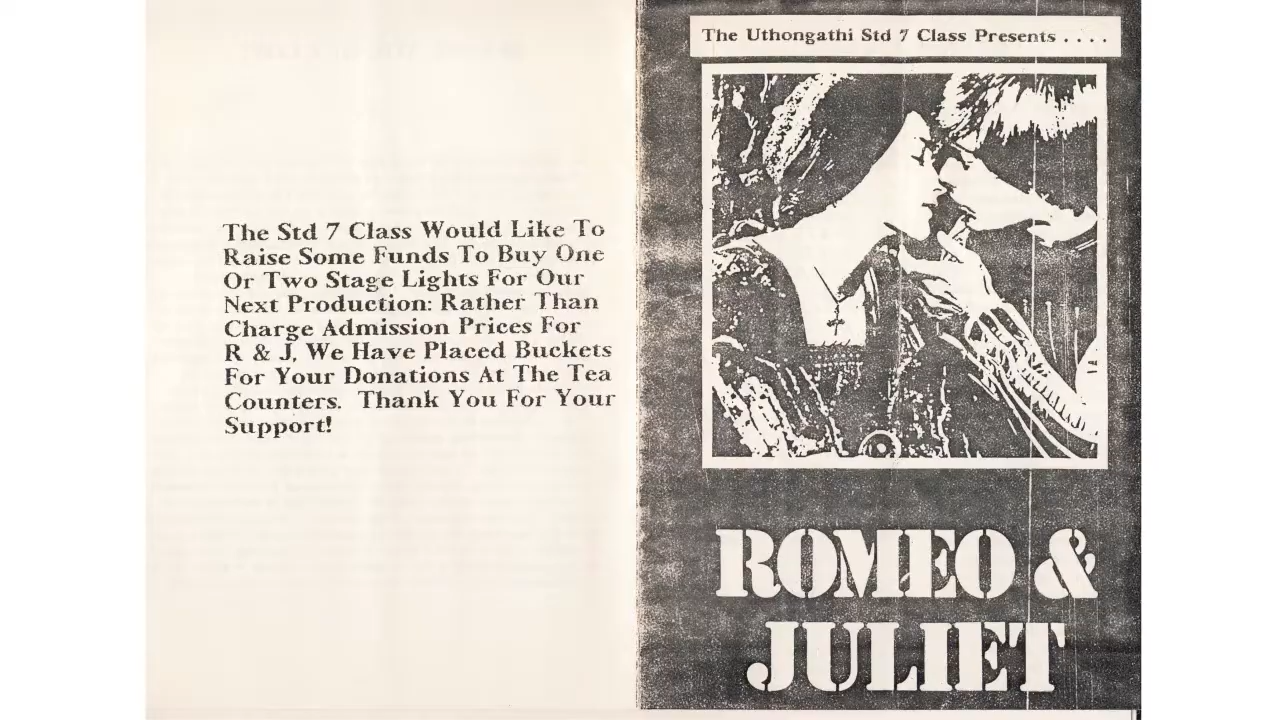 The Std 7 Class Would Like To
Raise Some Funds To Buy One
Or Two Stage Lights For Our
Next Production: Rather Than
Charge Admission Prices For
R & J, We Have Placed Buckets
For Your Donations At The Tea
Counters. Thank You For Your
Support!
The Uthongathi Std 7 Class Presents . . . .
ROMEO &
JULIET